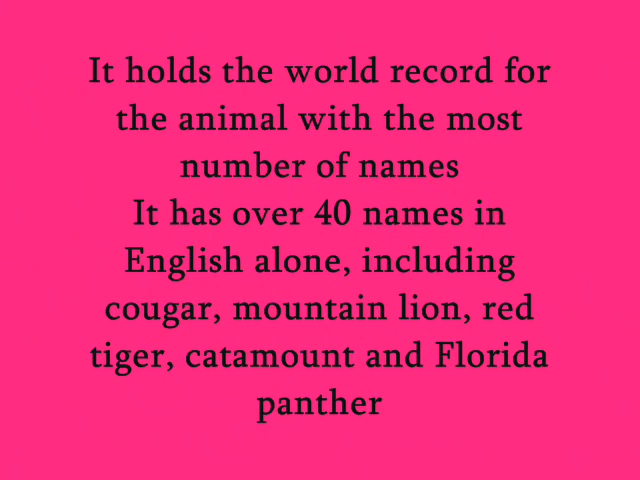 It holds the world record for
the animal with the most
number of names
It has over 40 names in
English alone, including
cougar, mountain lion, red
tiger, catamount and Florida
panther